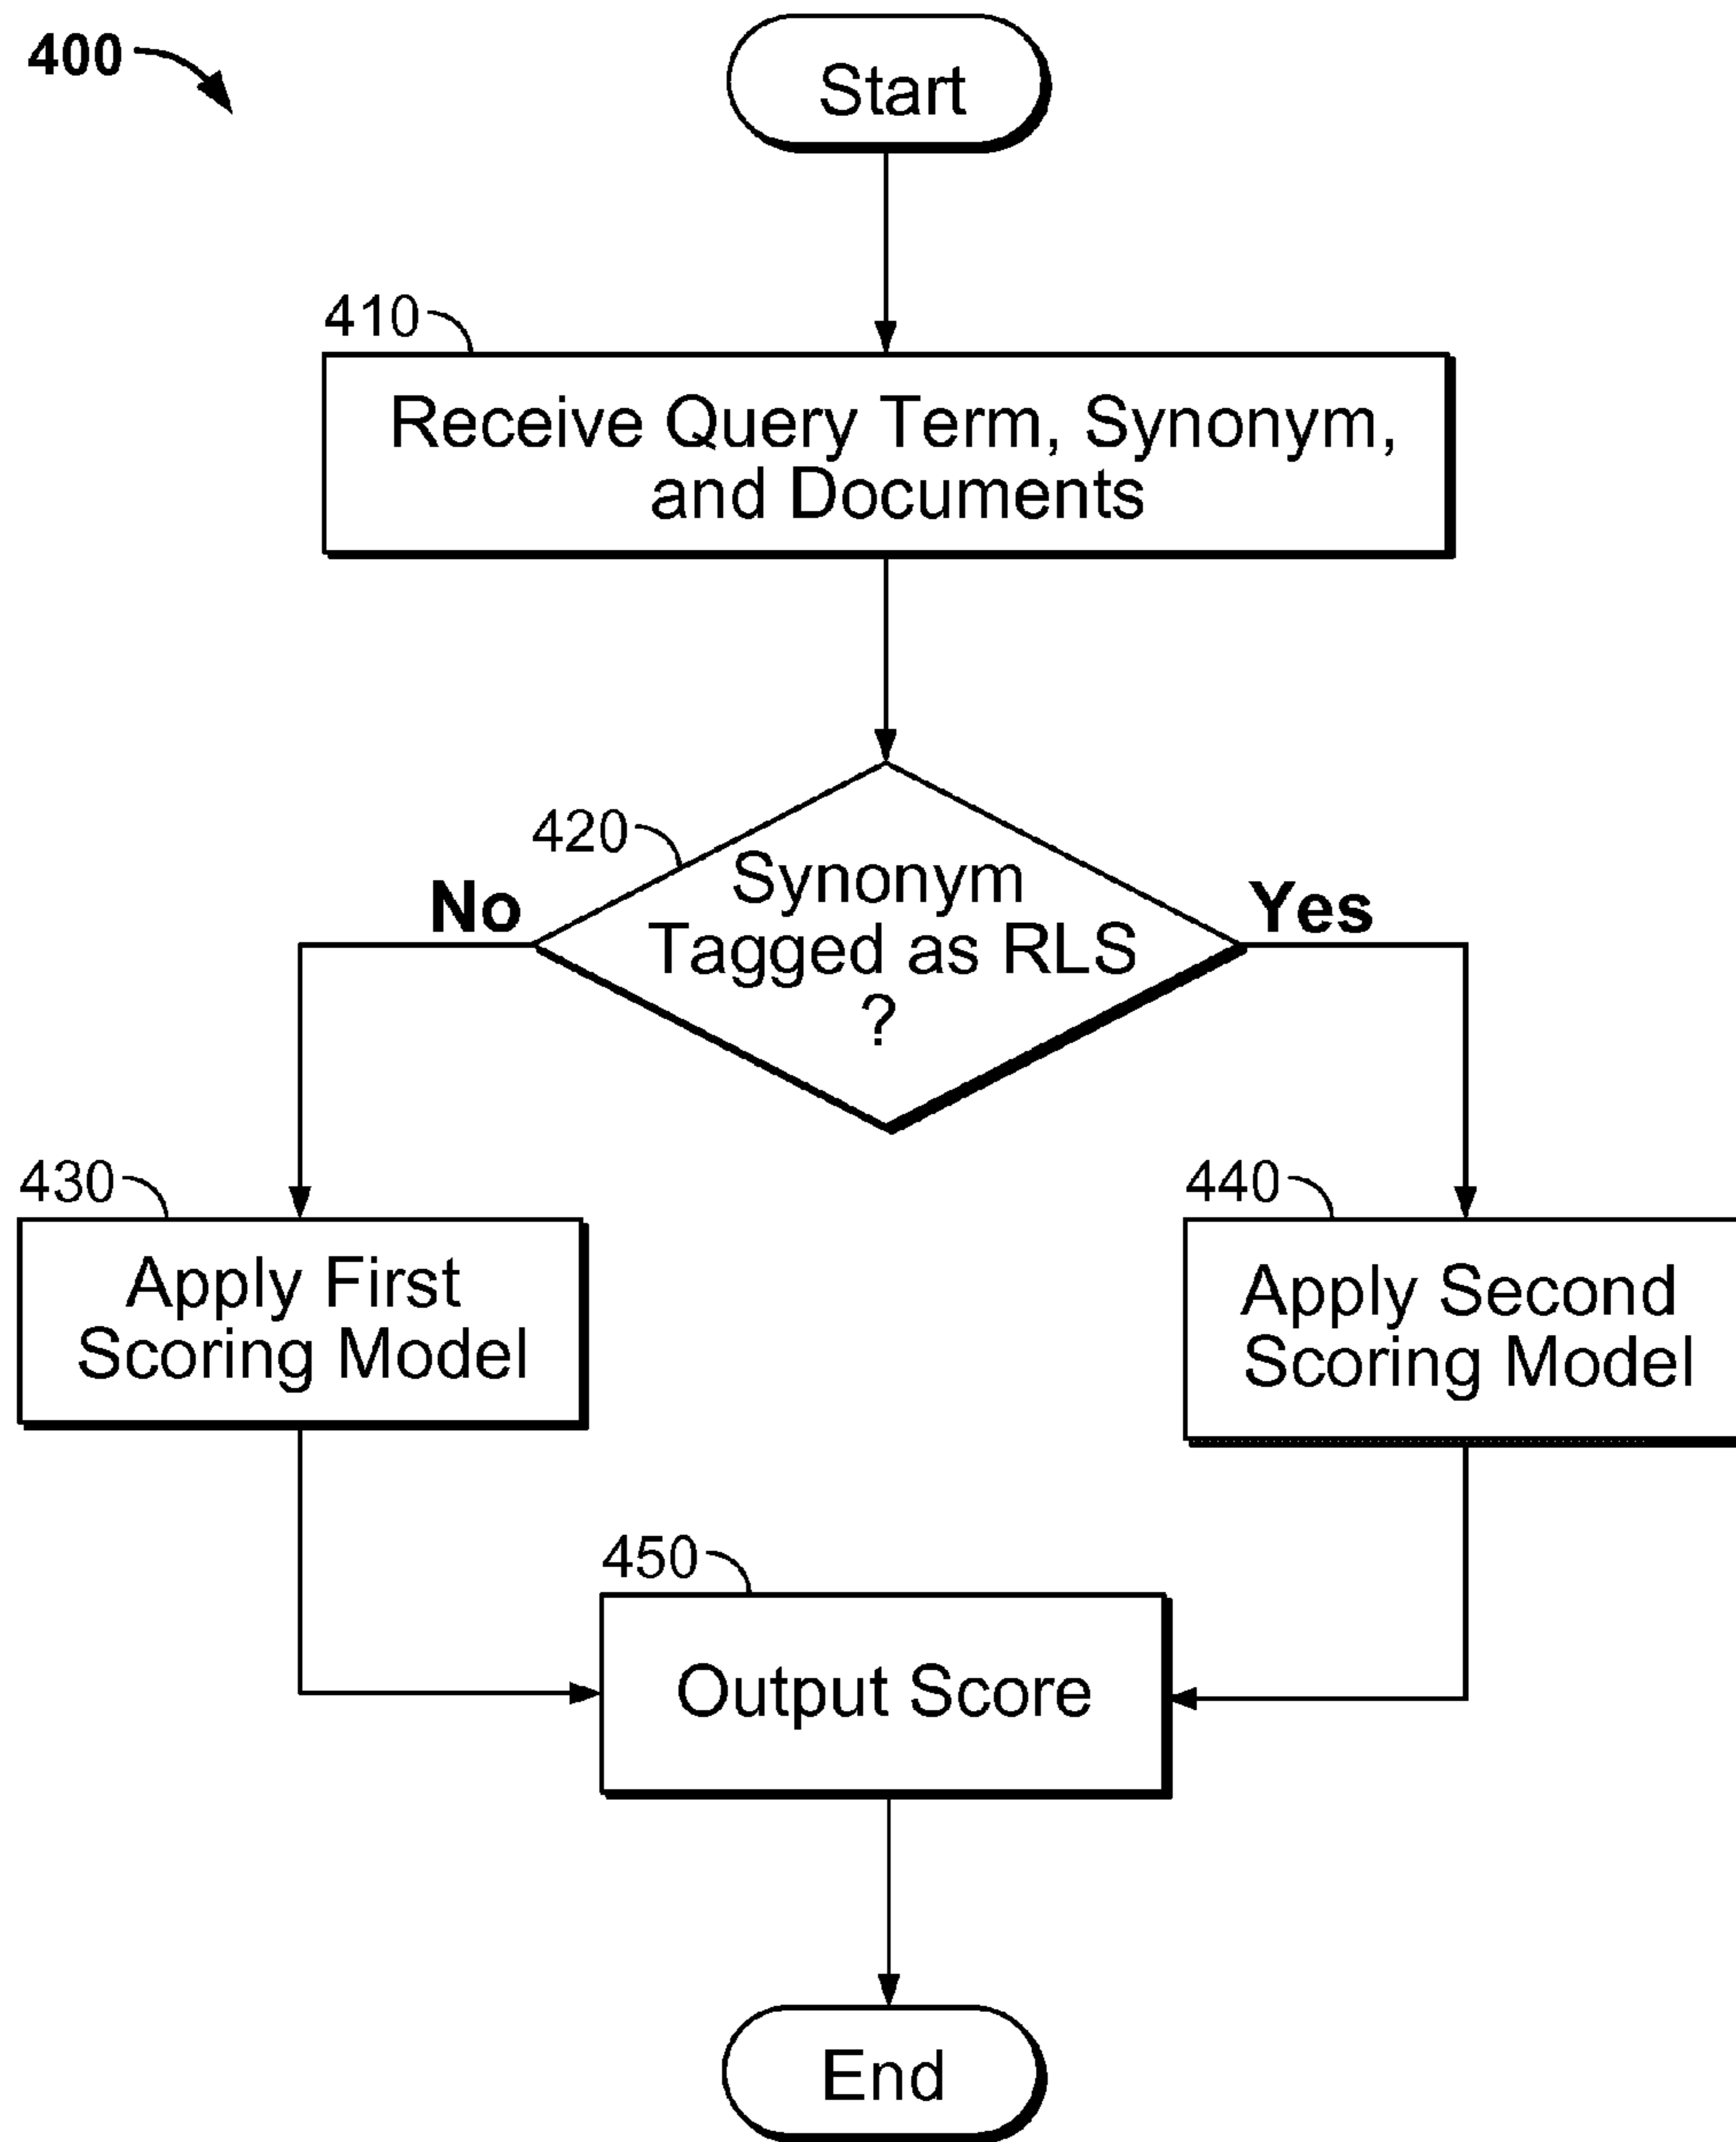 400
Start
410
Receive Query Term, Synonym,
and Documents
420
Synonym
Tagged as RLS
?
No
Yes
430
Apply First
Scoring Model
440
Apply Second
Scoring Model
450
Output Score
End